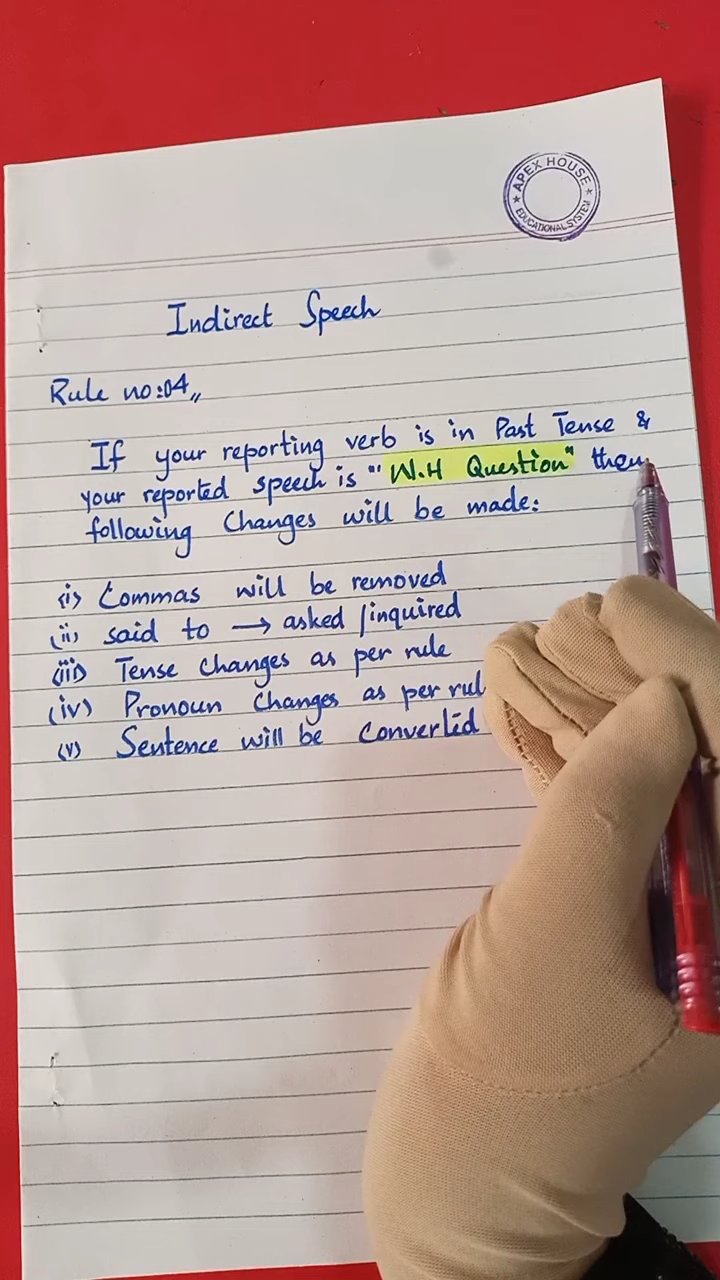 APEX HOUSE
EDUCATIONAL SYSTEM
Indirect Speech
Rule no:04,,
If your reporting verb is in Past Tense &
your reported speech is "W.H Question" then
following Changes will be made:
(i) Commas will be removed
(ii) said to → asked / inquired
(iii) Tense Changes as per rule
(iv) Pronoun Changes as per rul
(v) Sentence will be Converted